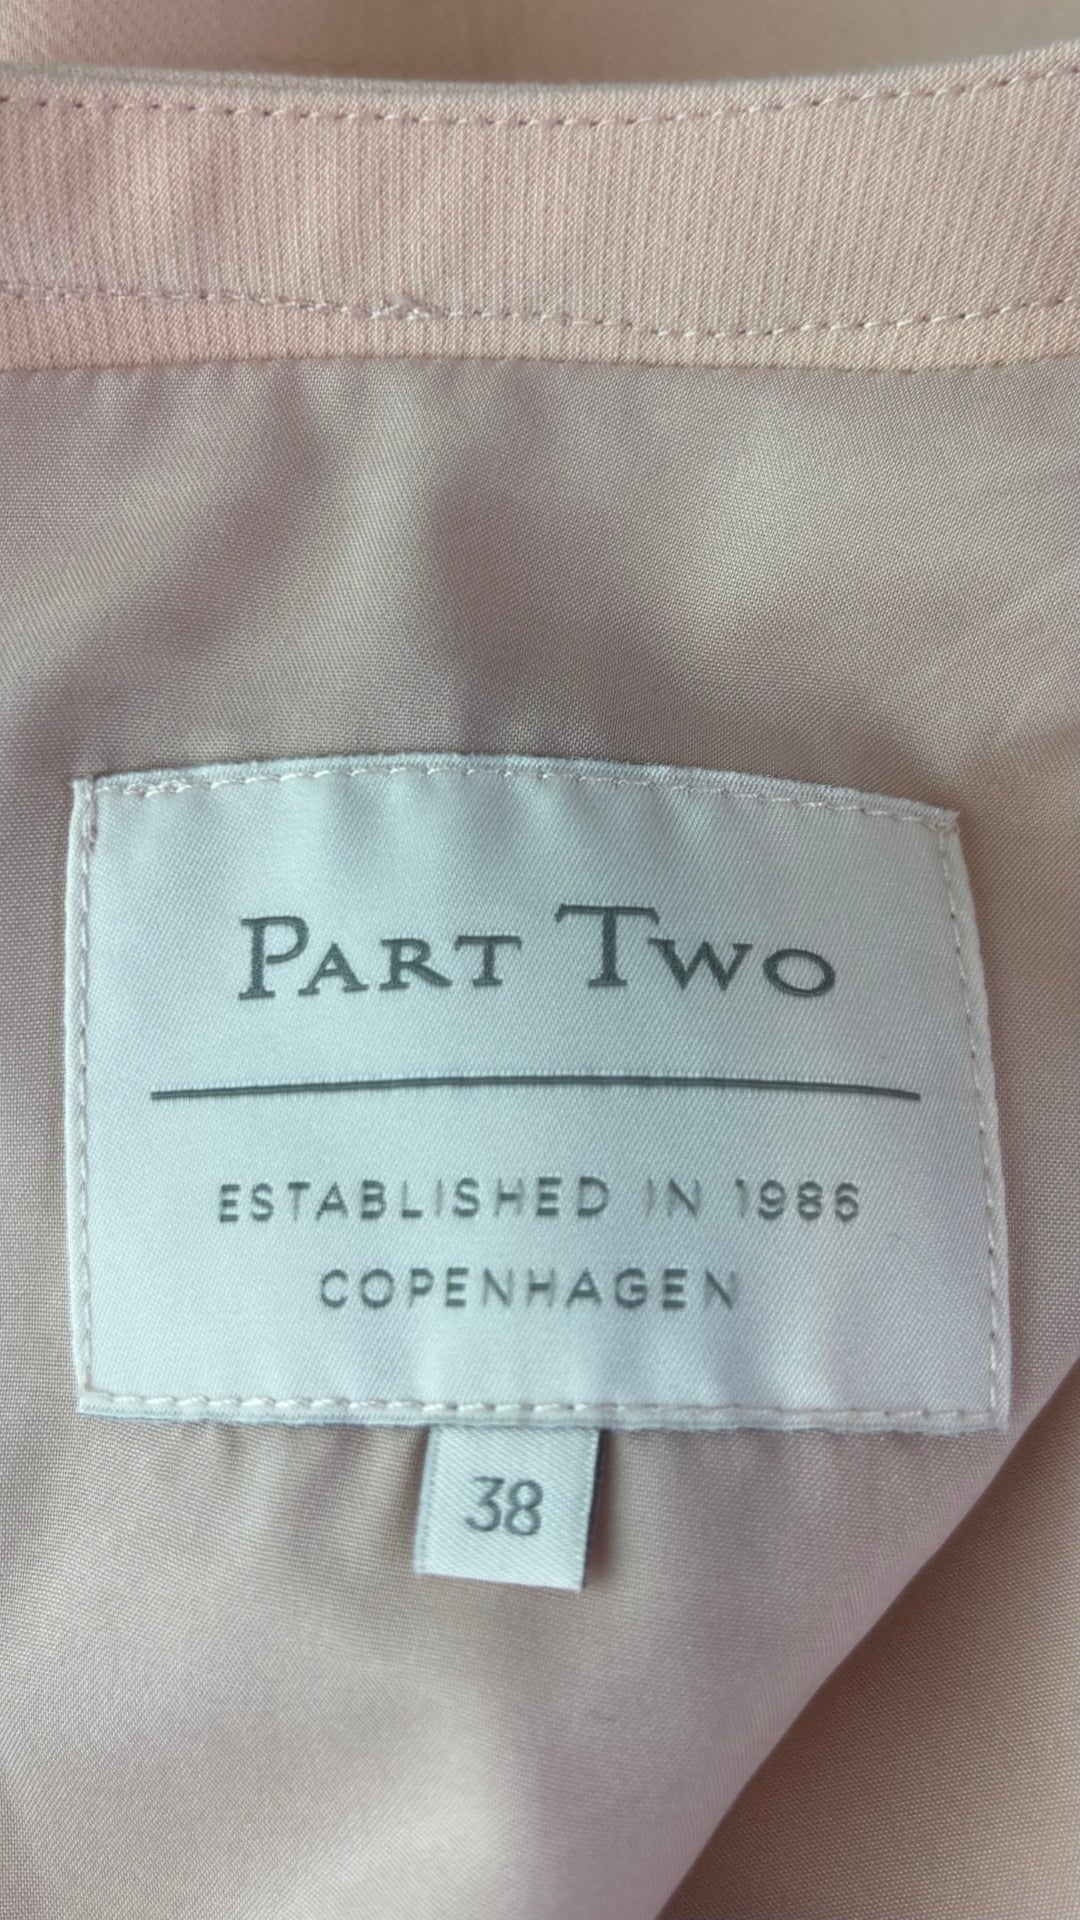 PART TWO
ESTABLISHED IN 1986
COPENHAGEN
38